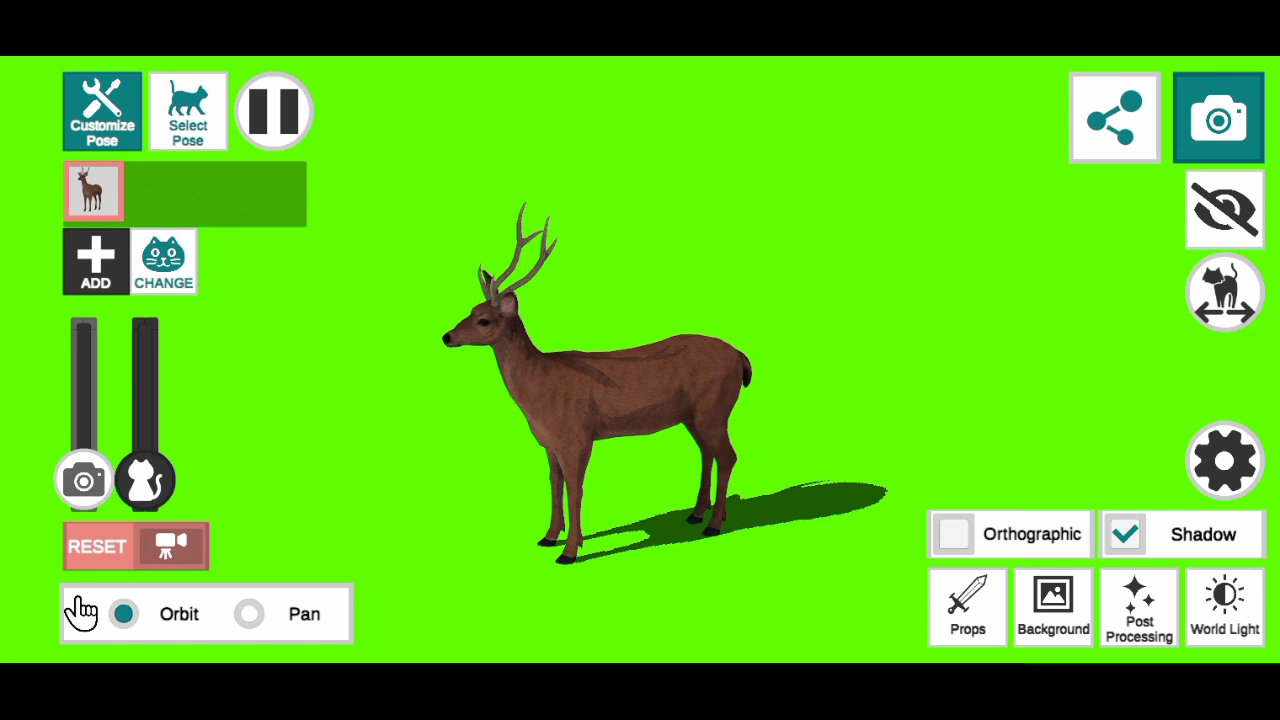 Customize
Pose
Select
Pose
ADD
CHANGE
RESET
Orbit
Pan
Orthographic
Shadow
Props
Background
Post
Processing
World Light